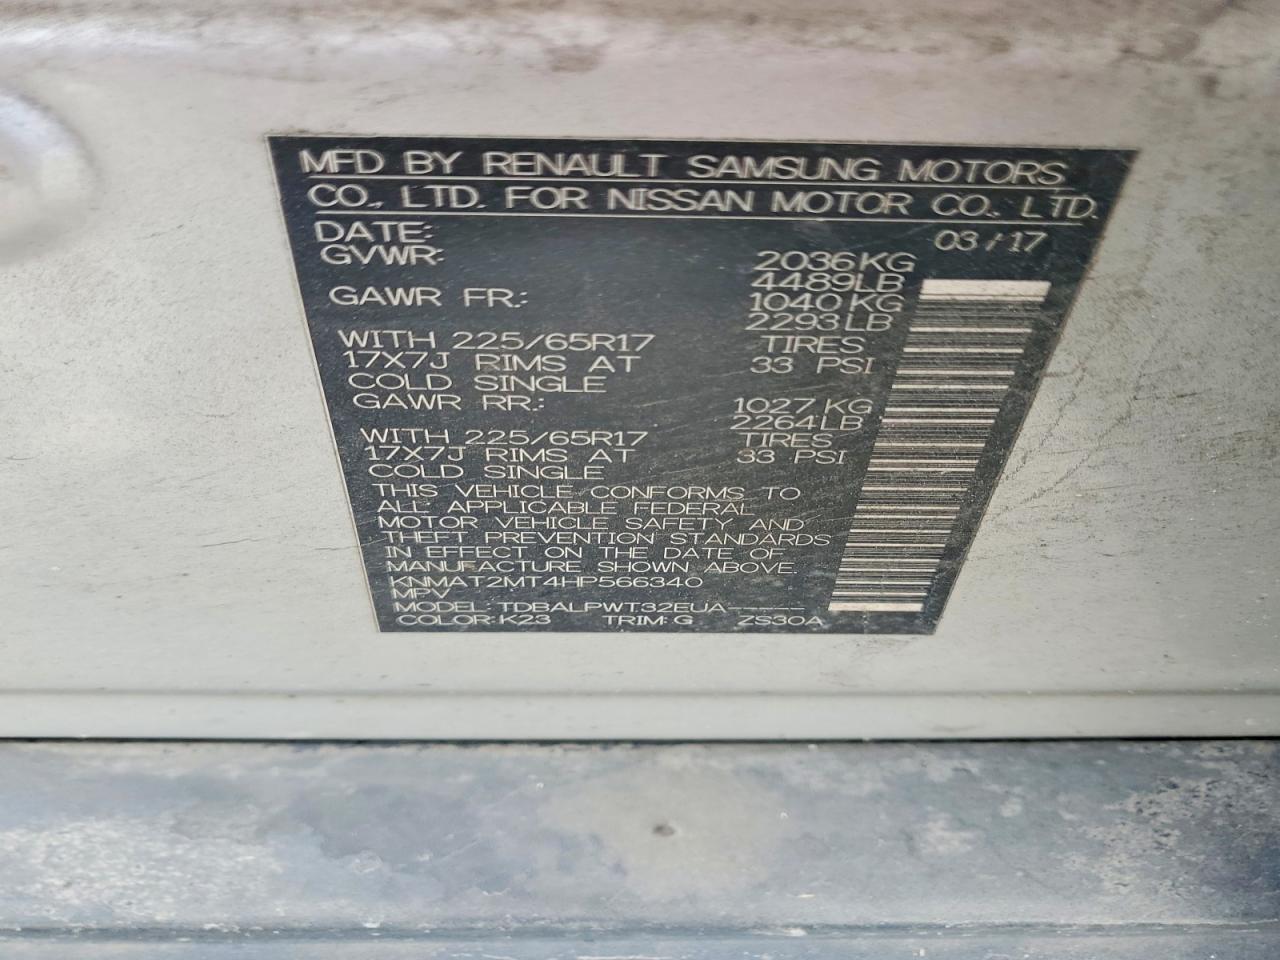 MFD BY RENAULT SAMSUNG MOTORS
CO., LTD. FOR NISSAN MOTOR CO., LTD.
DATE: 03/17
GVWR: 2036KG
4489LB
GAWR FR.: 1040KG
2293LB
WITH 225/65R17 TIRES
17X7J RIMS AT 33 PSI
COLD SINGLE
GAWR RR.: 1027KG
2264LB
WITH 225/65R17 TIRES
17X7J RIMS AT 33 PSI
COLD SINGLE
THIS VEHICLE CONFORMS TO
ALL APPLICABLE FEDERAL
MOTOR VEHICLE SAFETY AND
THEFT PREVENTION STANDARDS
IN EFFECT ON THE DATE OF
MANUFACTURE SHOWN ABOVE.
KNMAT2MT4HP566340
MPV
MODEL: TDBALPWT32EUA-----
COLOR: K23 TRIM: G ZS30A